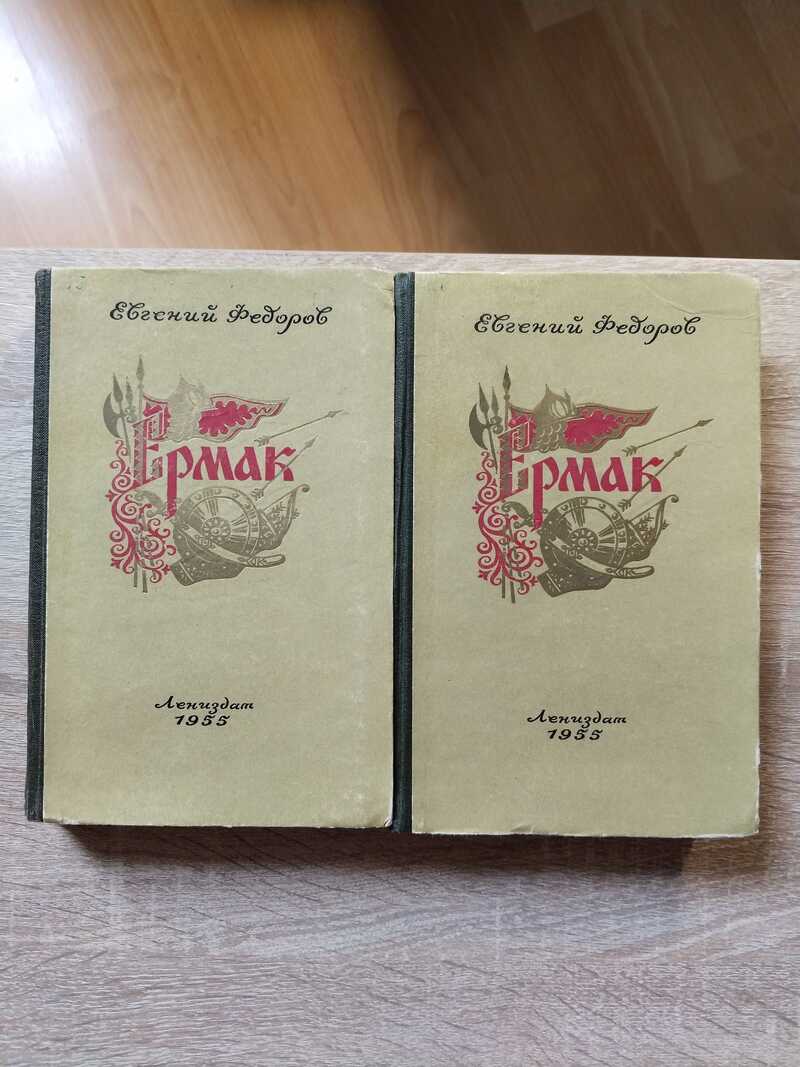 Евгений Федоров
Ермак
Лениздат
1955
Евгений Федоров
Ермак
Лениздат
1955